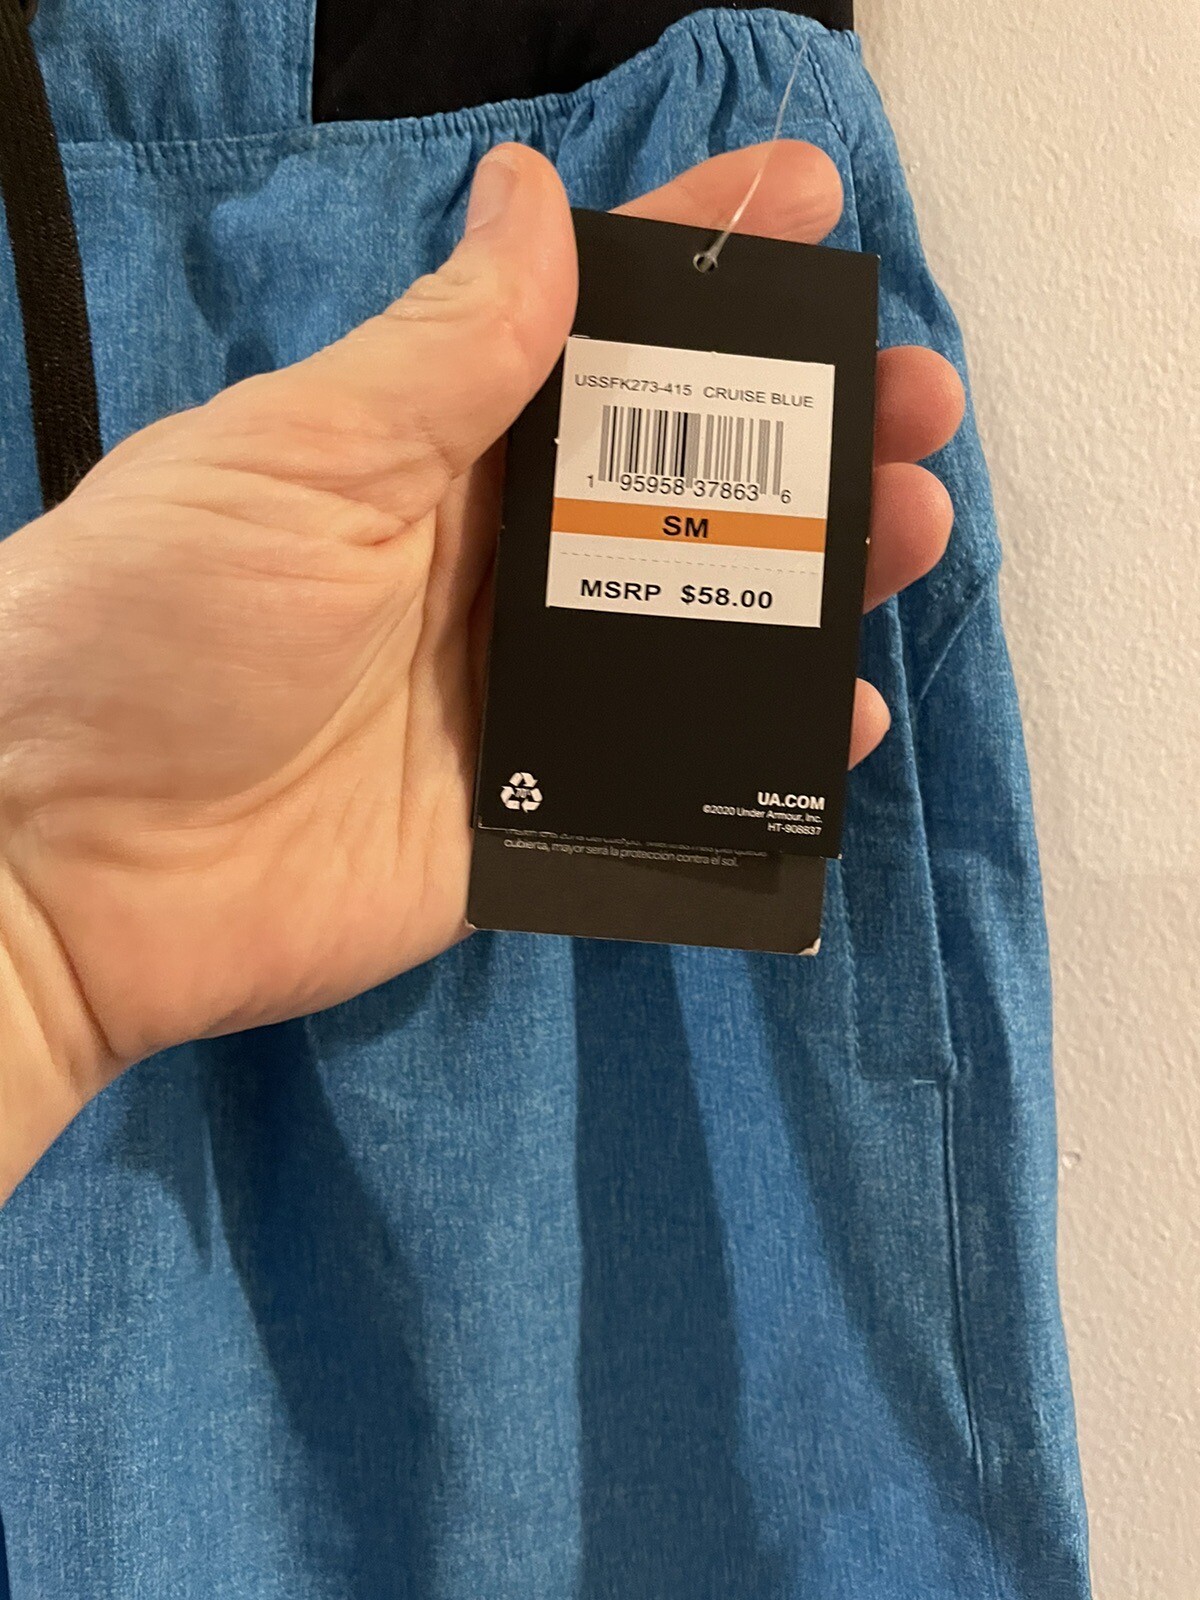 USSFK273-415 CRUISE BLUE
1 95958 37863 6
SM
MSRP $58.00
70
UA.COM
©2020 Under Armour, Inc.
HT-908837
cubierta, mayor será la protección contra el sol.